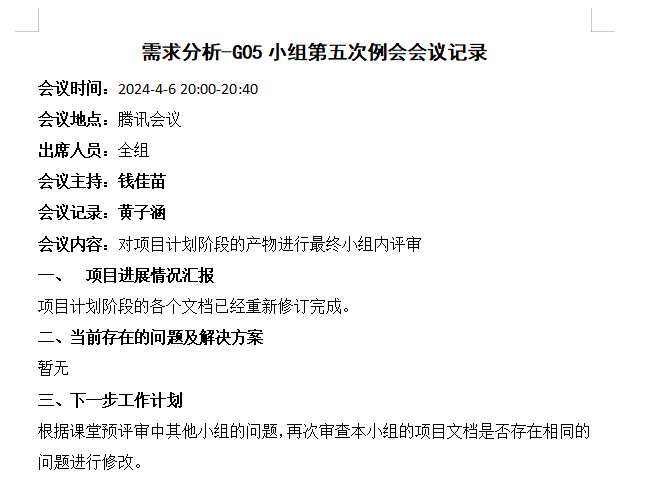 需求分析-G05 小组第五次例会会议记录
会议时间：2024-4-6 20:00-20:40
会议地点：腾讯会议
出席人员：全组
会议主持：钱佳苗
会议记录：黄子涵
会议内容：对项目计划阶段的产物进行最终小组内评审
一、 项目进展情况汇报
项目计划阶段的各个文档已经重新修订完成。
二、当前存在的问题及解决方案
暂无
三、下一步工作计划
根据课堂预评审中其他小组的问题,再次审查本小组的项目文档是否存在相同的
问题进行修改。